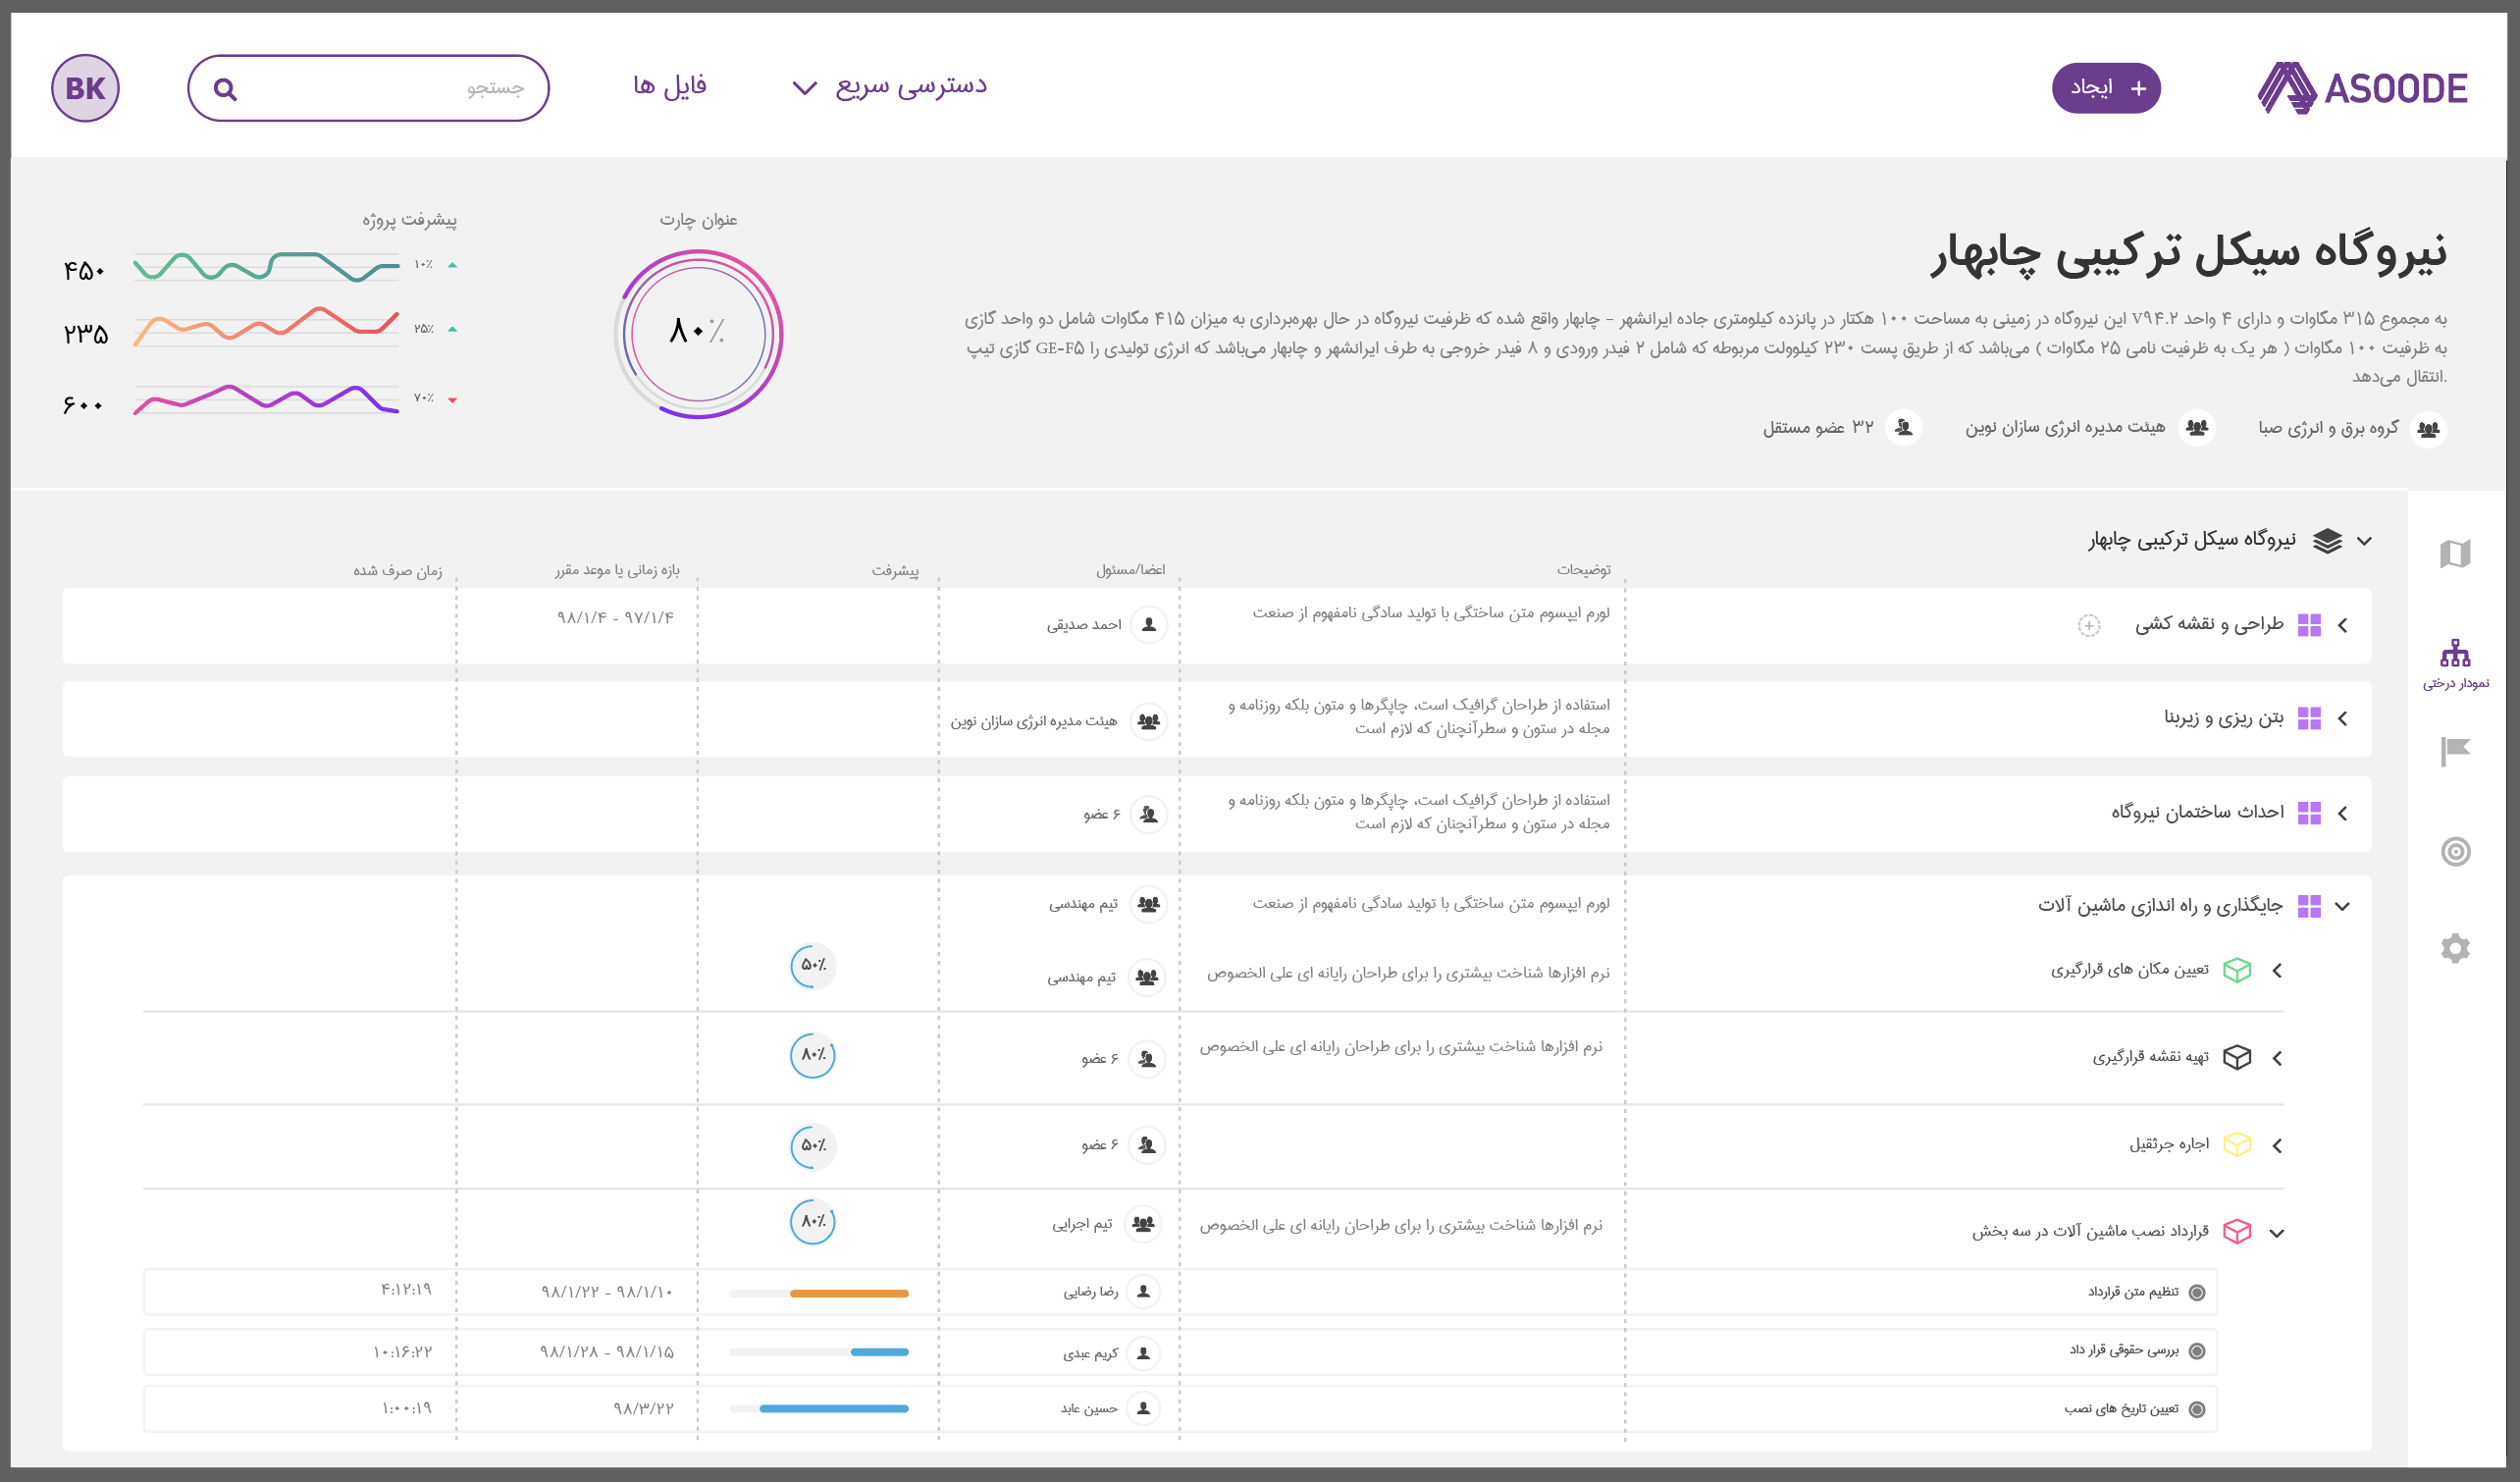 ASOODE
+ ایجاد
دسترسی سریع
فایل ها
جستجو
BK
نیروگاه سیکل ترکیبی چابهار
به مجموع ۳۱۵ مگاوات و دارای ۴ واحد V۹۴.۲ این نیروگاه در زمینی به مساحت ۱۰۰ هکتار در پانزده کیلومتری جاده ایرانشهر – چابهار واقع شده که ظرفیت نیروگاه در حال بهره‌برداری به میزان ۴۱۵ مگاوات شامل دو واحد گازی
به ظرفیت ۱۰۰ مگاوات ( هر یک به ظرفیت نامی ۲۵ مگاوات ) می‌باشد که از طریق پست ۲۳۰ کیلوولت مربوطه که شامل ۲ فیدر ورودی و ۸ فیدر خروجی به طرف ایرانشهر و چابهار می‌باشد که انرژی تولیدی را GE-F۵ گازی تیپ
.انتقال می‌دهد
گروه برق و انرژی صبا
هیئت مدیره انرژی سازان نوین
۳۲ عضو مستقل
عنوان چارت
۸۰٪
پیشرفت پروژه
۱۰٪
۴۵۰
۲۵٪
۲۳۵
۷۰٪
۶۰۰
نمودار درختی
نیروگاه سیکل ترکیبی چابهار
توضیحات
اعضا/مسئول
پیشرفت
بازه زمانی یا موعد مقرر
زمان صرف شده
طراحی و نقشه کشی
لورم ایپسوم متن ساختگی با تولید سادگی نامفهوم از صنعت
احمد صدیقی
۹۷/۱/۴ - ۹۸/۱/۴
بتن ریزی و زیربنا
استفاده از طراحان گرافیک است، چاپگرها و متون بلکه روزنامه و
مجله در ستون و سطرآنچنان که لازم است
هیئت مدیره انرژی سازان نوین
احداث ساختمان نیروگاه
استفاده از طراحان گرافیک است، چاپگرها و متون بلکه روزنامه و
مجله در ستون و سطرآنچنان که لازم است
۶ عضو
جایگذاری و راه اندازی ماشین آلات
لورم ایپسوم متن ساختگی با تولید سادگی نامفهوم از صنعت
تیم مهندسی
تعیین مکان های قرارگیری
نرم افزارها شناخت بیشتری را برای طراحان رایانه ای علی الخصوص
تیم مهندسی
۵۰٪
تهیه نقشه قرارگیری
نرم افزارها شناخت بیشتری را برای طراحان رایانه ای علی الخصوص
۶ عضو
۸۰٪
اجاره جرثقیل
۶ عضو
۵۰٪
قرارداد نصب ماشین آلات در سه بخش
نرم افزارها شناخت بیشتری را برای طراحان رایانه ای علی الخصوص
تیم اجرایی
۸۰٪
تنظیم متن قرارداد
رضا رضایی
۹۸/۱/۱۰ - ۹۸/۱/۲۲
۴:۱۲:۱۹
بررسی حقوقی قرار داد
کریم عبدی
۹۸/۱/۱۵ - ۹۸/۱/۲۸
۱۰:۱۶:۲۲
تعیین تاریخ های نصب
حسین عابد
۹۸/۳/۲۲
۱:۰۰:۱۹